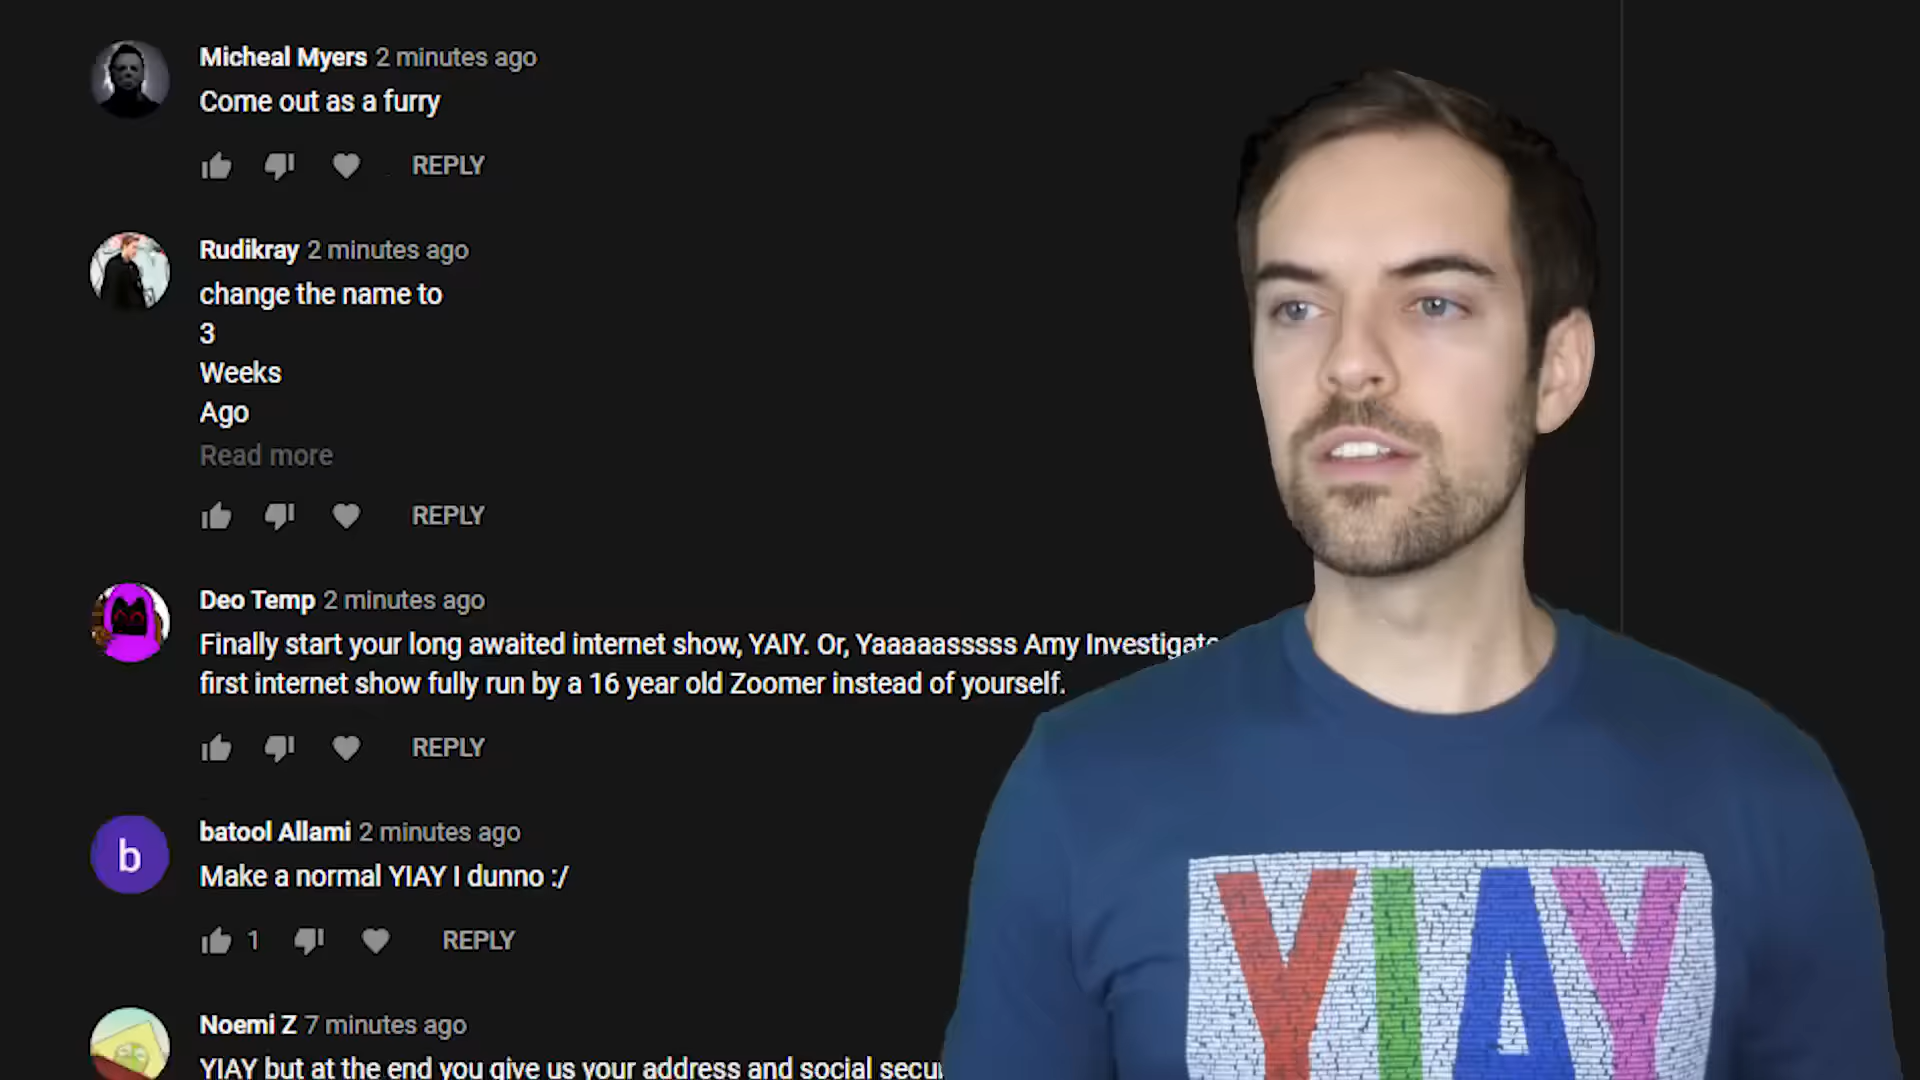 Micheal Myers 2 minutes ago
Come out as a furry
REPLY
Rudikray 2 minutes ago
change the name to
3
Weeks
Ago
Read more
REPLY
Deo Temp 2 minutes ago
Finally start your long awaited internet show, YAIY. Or, Yaaaaasssss Amy
first internet show fully run by a 16 year old Zoomer instead of yourself.
REPLY
b
batool Allami 2 minutes ago
Make a normal YIAY I dunno :/
1
REPLY
Noemi Z 7 minutes ago
YIAY but at the end you give us your address and social
YIAY